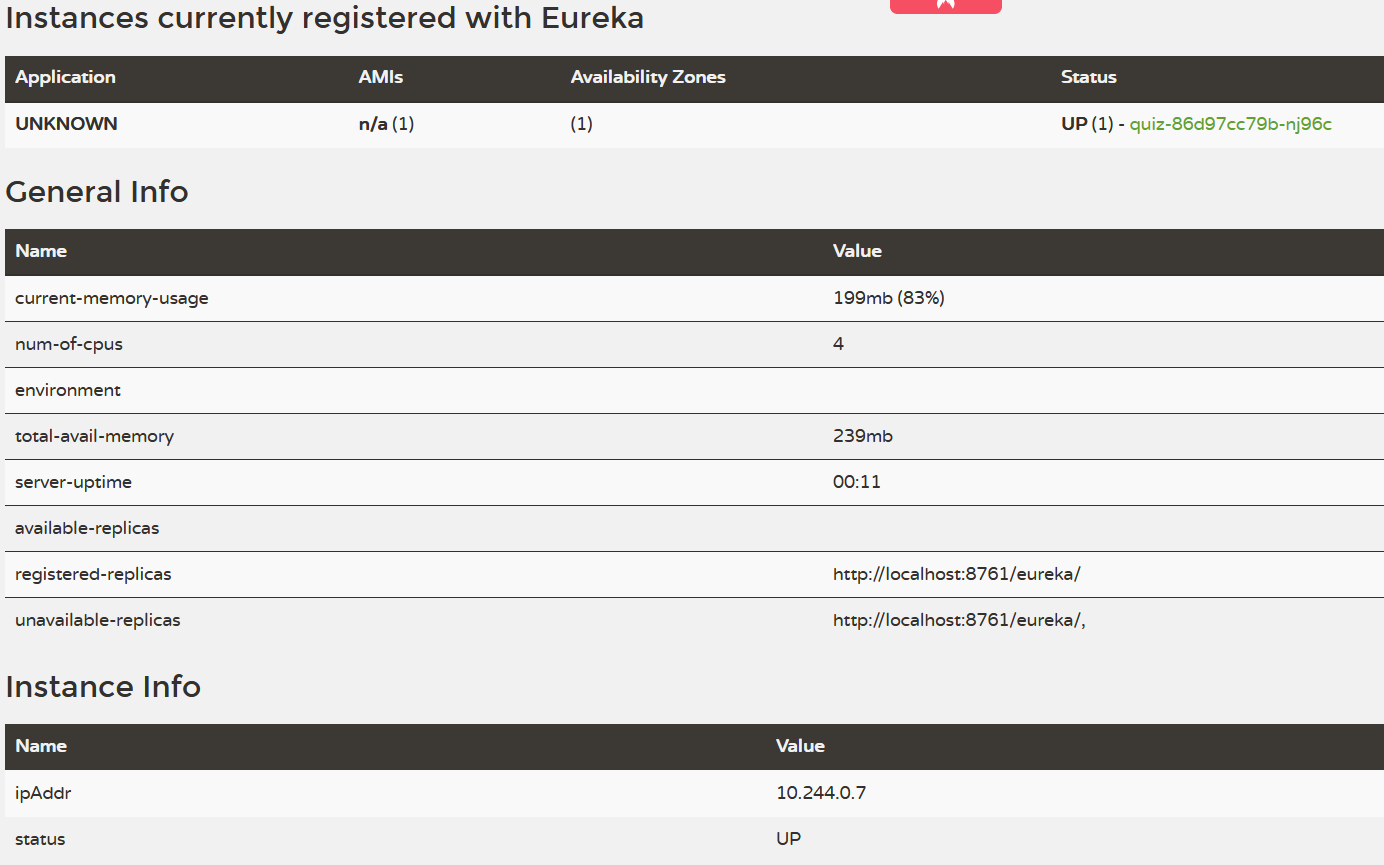 Instances currently registered with Eureka
Application AMIs Availability Zones Status
UNKNOWN n/a (1) (1) UP (1) - quiz-86d97cc79b-nj96c
General Info
Name Value
current-memory-usage 199mb (83%)
num-of-cpus 4
environment
total-avail-memory 239mb
server-uptime 00:11
available-replicas
registered-replicas http://localhost:8761/eureka/
unavailable-replicas http://localhost:8761/eureka/,
Instance Info
Name Value
ipAddr 10.244.0.7
status UP